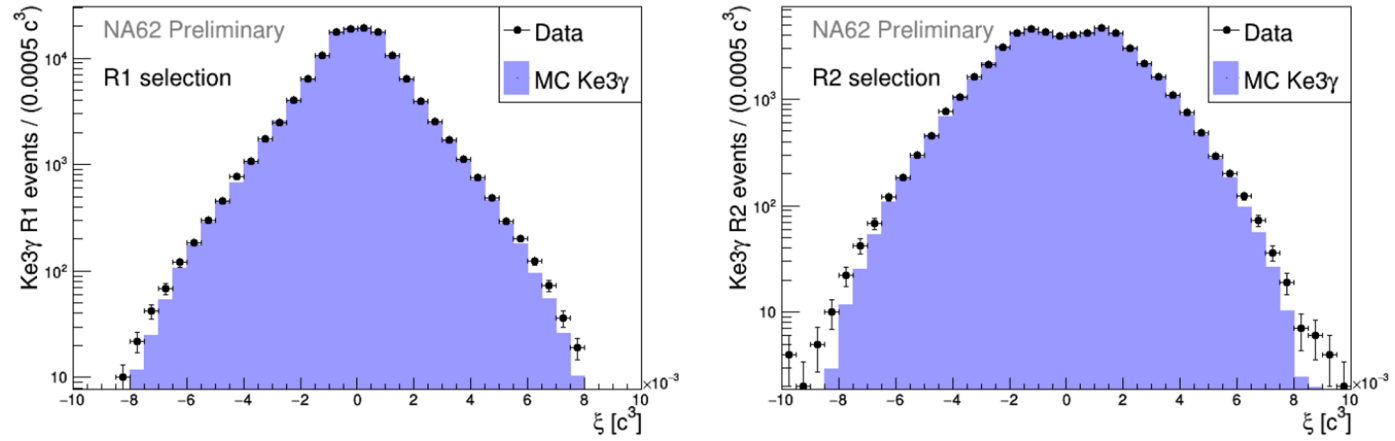 NA62 Preliminary
R1 selection
Data
MC Ke3γ
Ke3γ R1 events / (0.0005 c³)
10⁴
10³
10²
10
−10 −8 −6 −4 −2 0 2 4 6 8 10
×10⁻³
ξ [c³]
NA62 Preliminary
R2 selection
Data
MC Ke3γ
Ke3γ R2 events / (0.0005 c³)
10³
10²
10
−10 −8 −6 −4 −2 0 2 4 6 8 10
×10⁻³
ξ [c³]